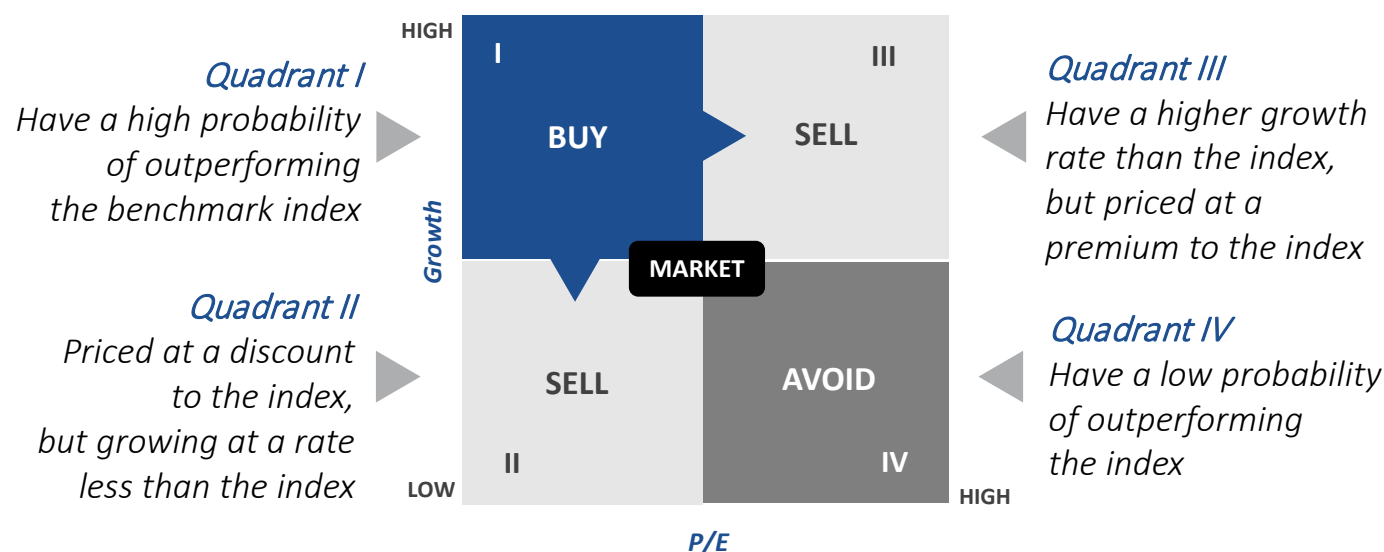 HIGH
Quadrant I
Have a high probability
of outperforming
the benchmark index
Quadrant II
Priced at a discount
to the index,
but growing at a rate
less than the index
Growth
LOW
I
BUY
III
SELL
MARKET
SELL
II
AVOID
IV
HIGH
P/E
Quadrant III
Have a higher growth
rate than the index,
but priced at a
premium to the index
Quadrant IV
Have a low probability
of outperforming
the index